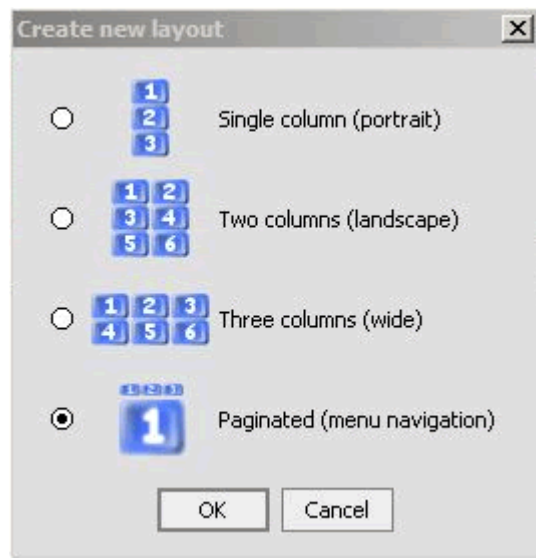 Create new layout
1
2
3
Single column (portrait)
1 2
3 4
5 6
Two columns (landscape)
1 2 3
4 5 6
Three columns (wide)
1 2 3
1
Paginated (menu navigation)
OK Cancel